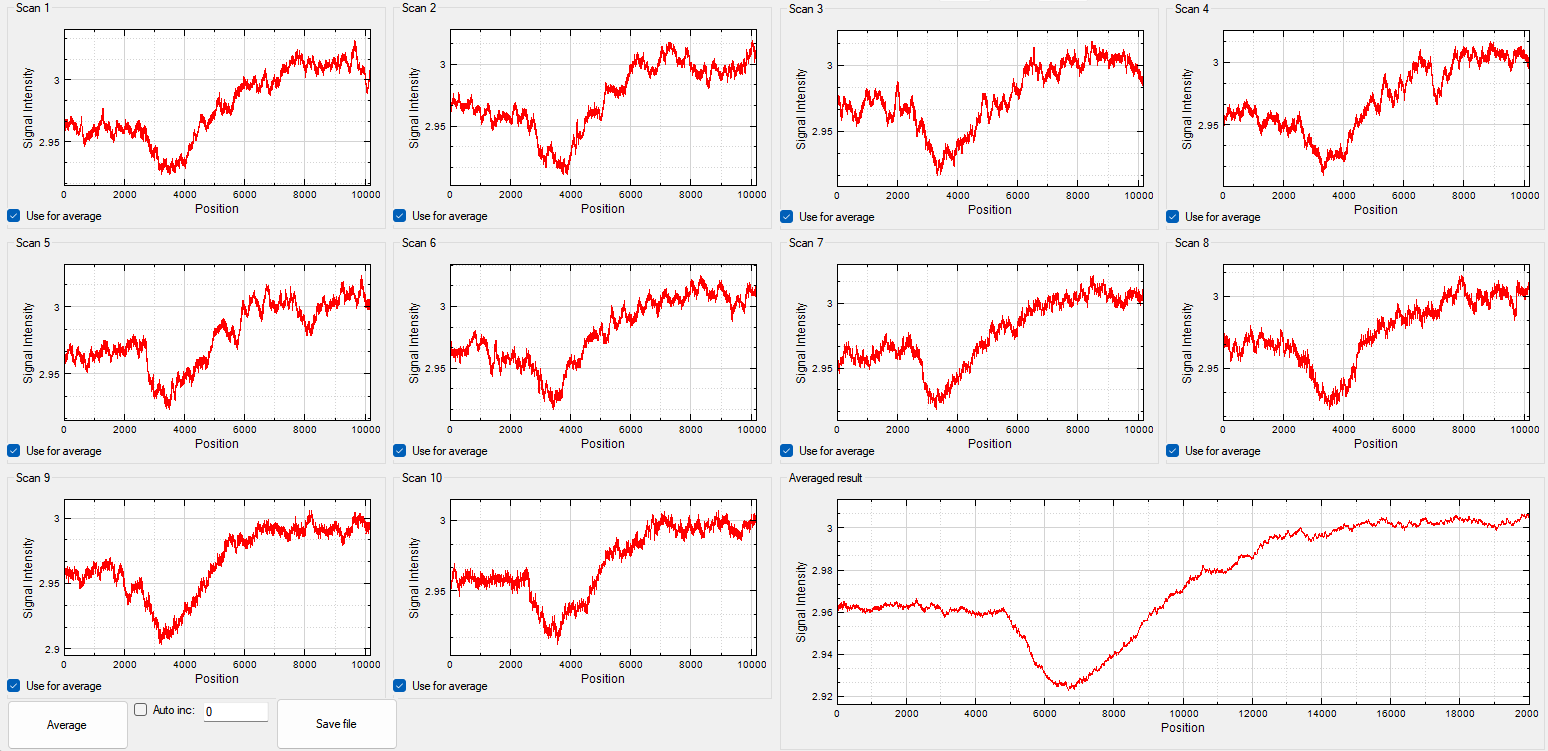 Scan 1
Signal Intensity
3
2.95
0 2000 4000 6000 8000 10000
Position
Use for average
Scan 2
Signal Intensity
3
2.95
0 2000 4000 6000 8000 10000
Position
Use for average
Scan 3
Signal Intensity
3
2.95
0 2000 4000 6000 8000 10000
Position
Use for average
Scan 4
Signal Intensity
3
2.95
0 2000 4000 6000 8000 10000
Position
Use for average
Scan 5
Signal Intensity
3
2.95
0 2000 4000 6000 8000 10000
Position
Use for average
Scan 6
Signal Intensity
3
2.95
0 2000 4000 6000 8000 10000
Position
Use for average
Scan 7
Signal Intensity
3
2.95
0 2000 4000 6000 8000 10000
Position
Use for average
Scan 8
Signal Intensity
3
2.95
0 2000 4000 6000 8000 10000
Position
Use for average
Scan 9
Signal Intensity
3
2.95
2.9
0 2000 4000 6000 8000 10000
Position
Use for average
Scan 10
Signal Intensity
3
2.95
0 2000 4000 6000 8000 10000
Position
Use for average
Averaged result
Signal Intensity
3
2.98
2.96
2.94
2.92
0 2000 4000 6000 8000 10000 12000 14000 16000 18000 2000
Position
Average
Auto inc: 0
Save file